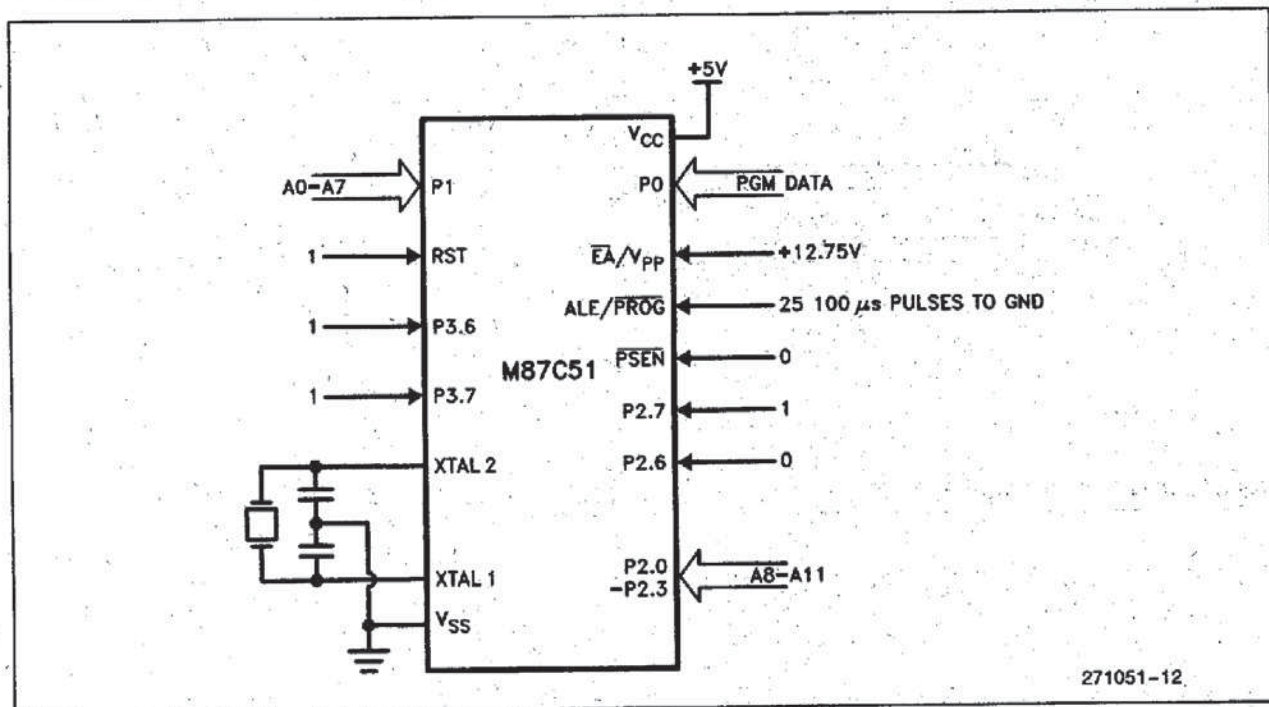 +5V
VCC
A0-A7
P1
P0
PGM DATA
1
RST
EA/VPP
+12.75V
ALE/PROG
25 100 µs PULSES TO GND
1
P3.6
PSEN
0
M87C51
1
P3.7
P2.7
1
P2.6
0
XTAL 2
P2.0
-P2.3
A8-A11
XTAL 1
VSS
271051-12